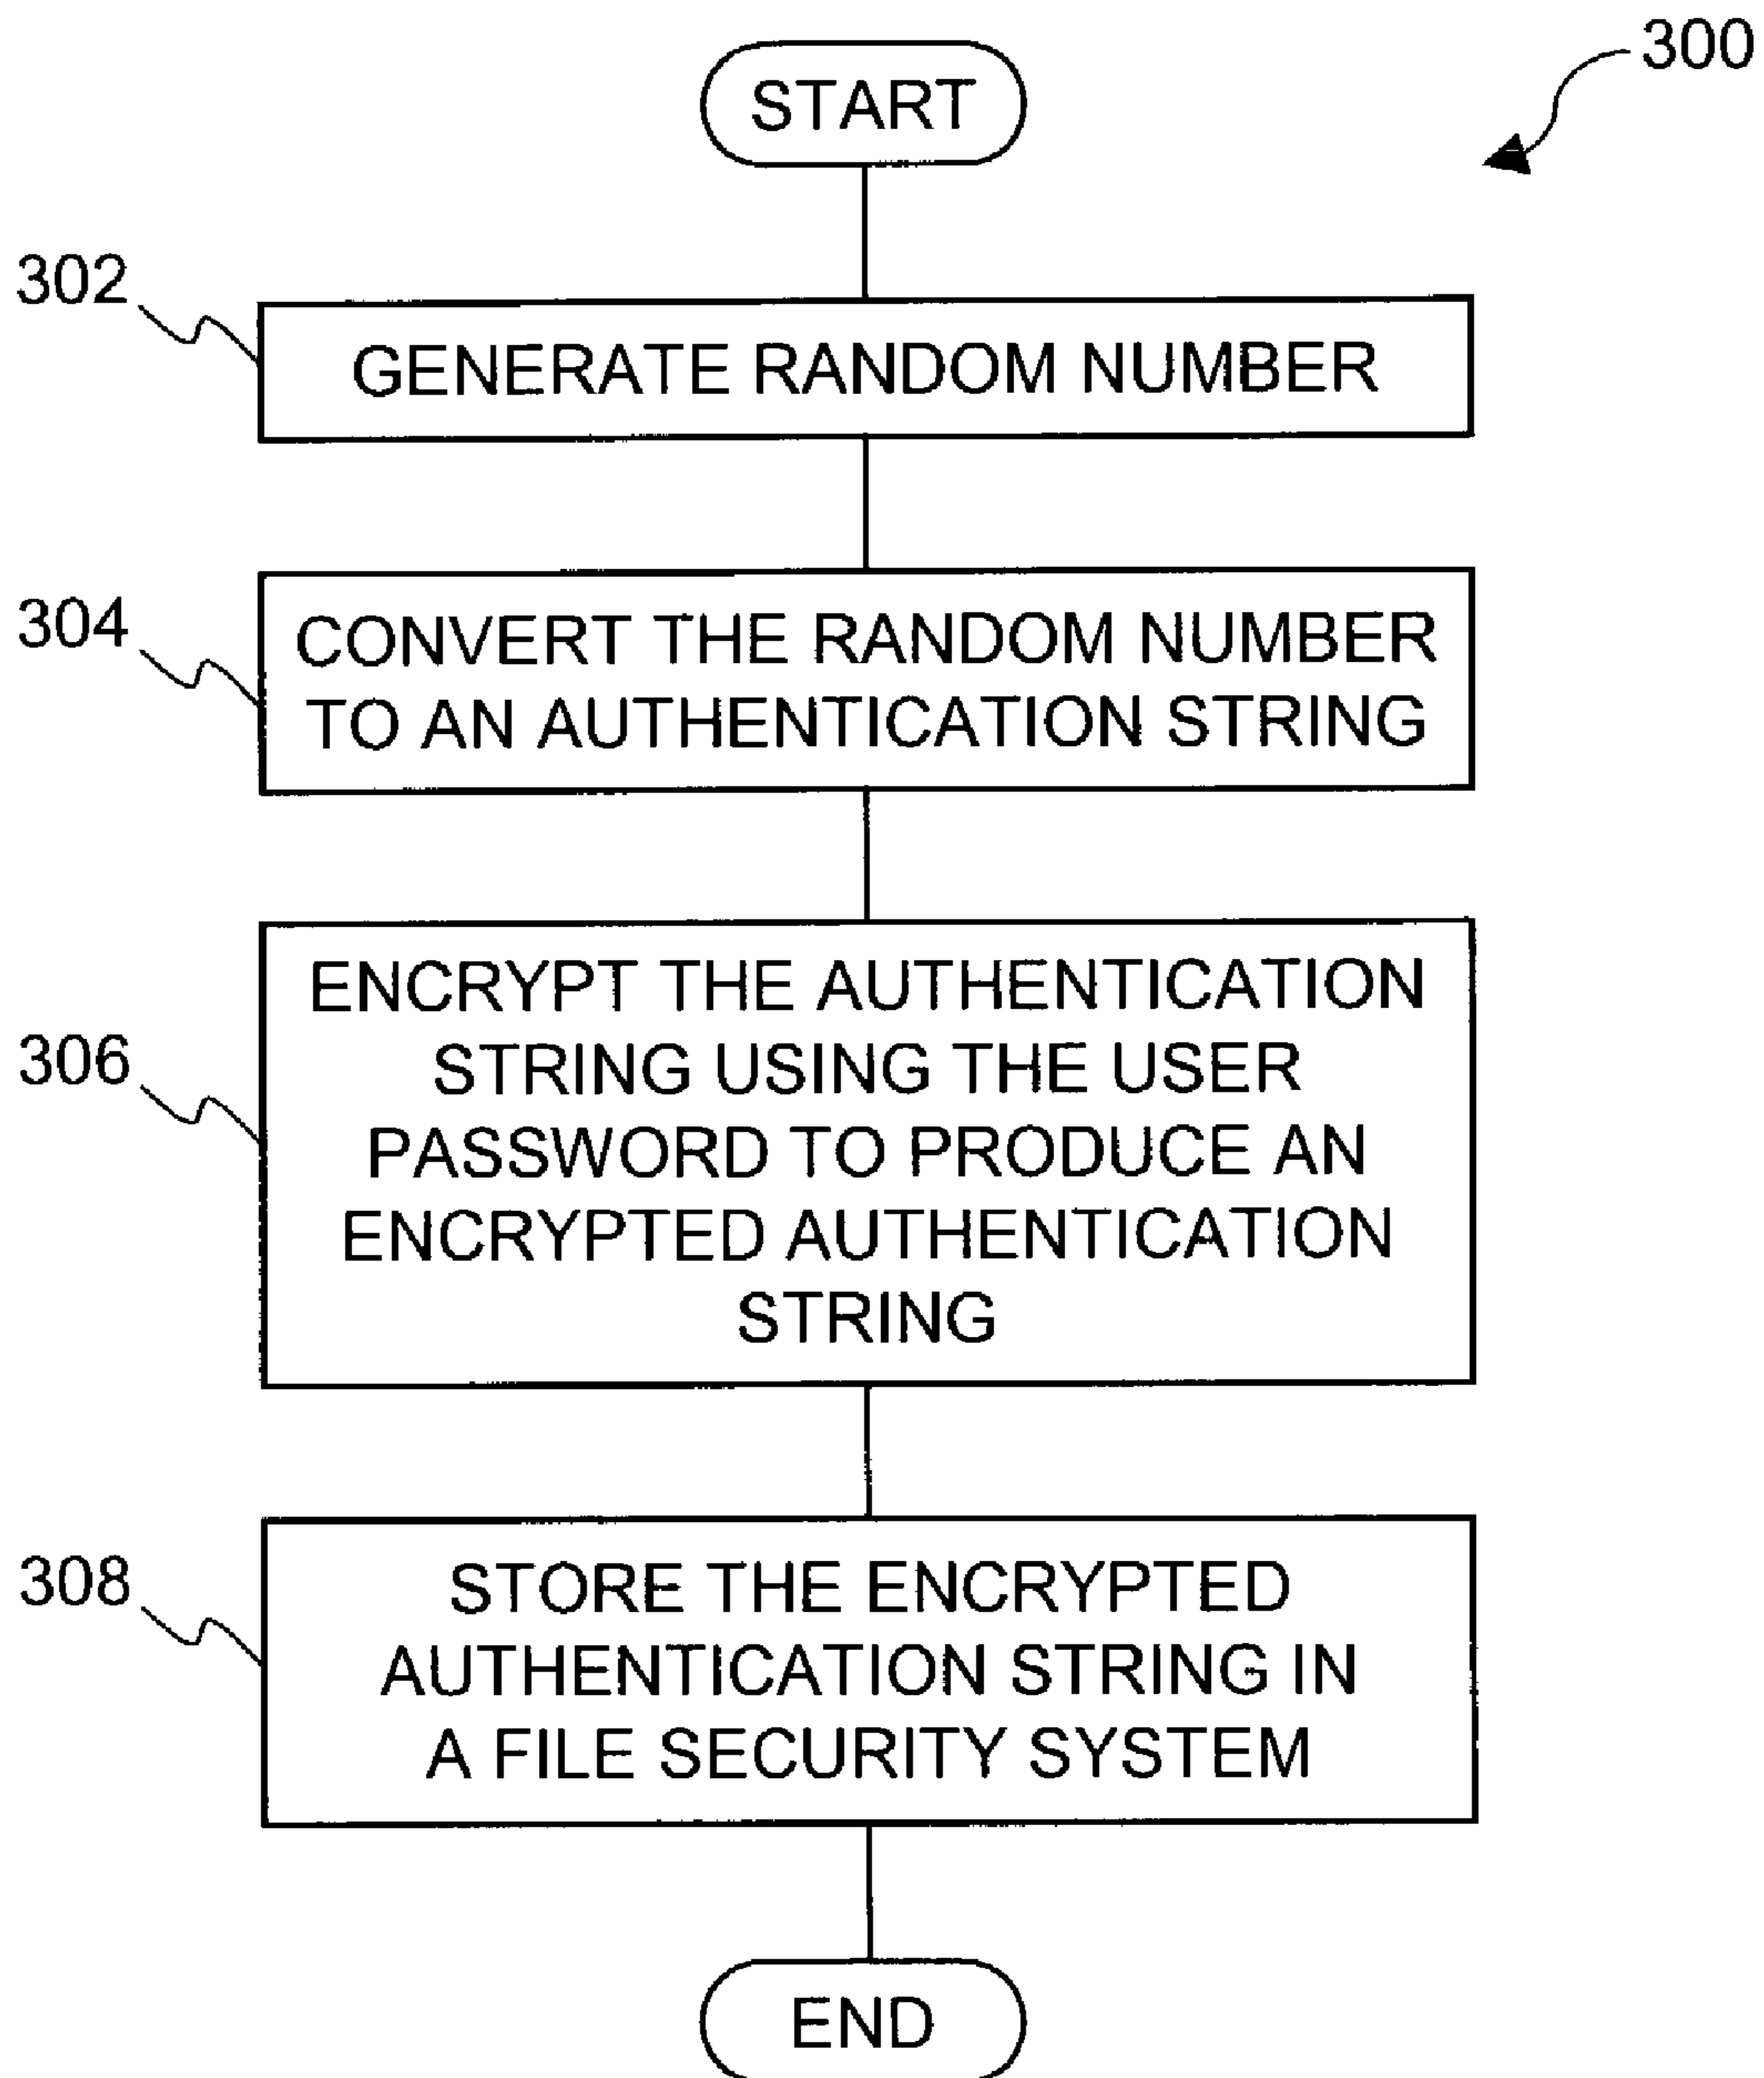 300
START
302
GENERATE RANDOM NUMBER
304
CONVERT THE RANDOM NUMBER
TO AN AUTHENTICATION STRING
306
ENCRYPT THE AUTHENTICATION
STRING USING THE USER
PASSWORD TO PRODUCE AN
ENCRYPTED AUTHENTICATION
STRING
308
STORE THE ENCRYPTED
AUTHENTICATION STRING IN
A FILE SECURITY SYSTEM
END